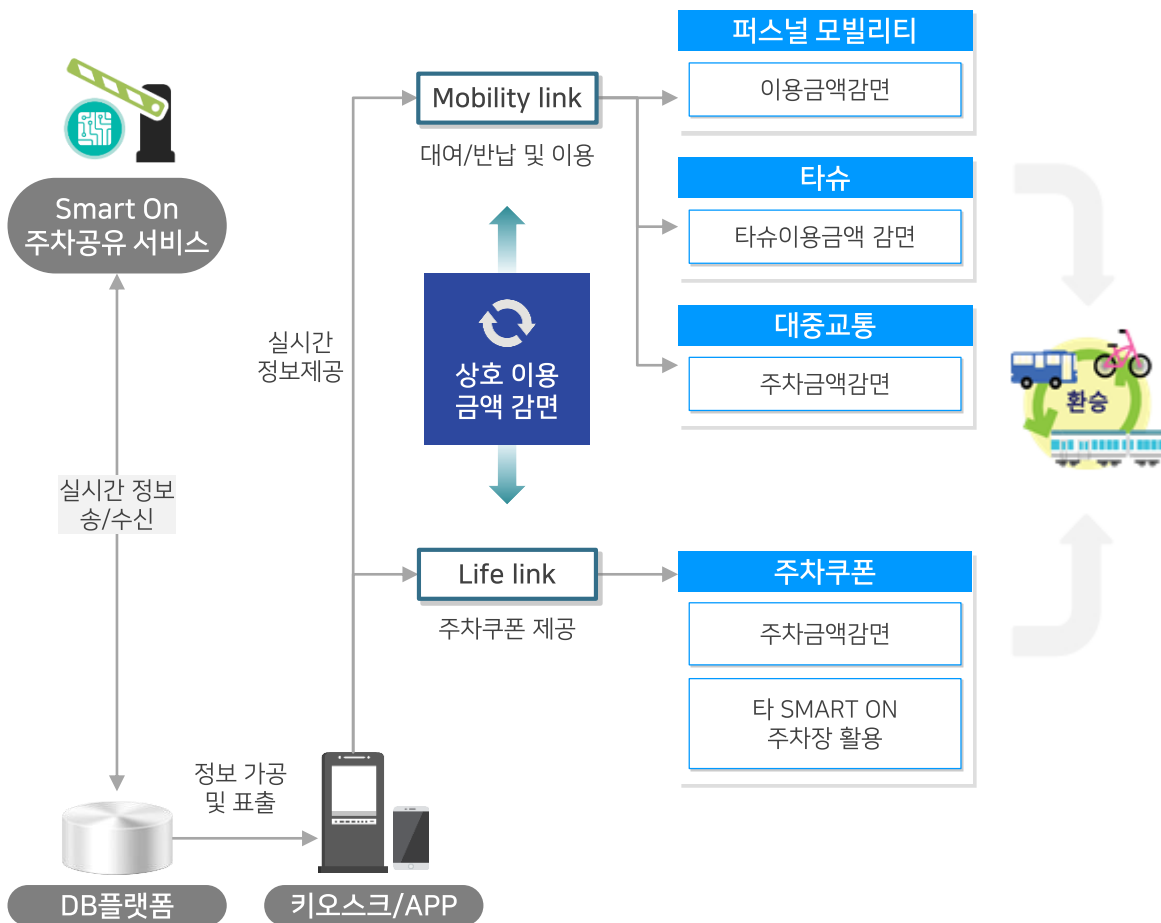 Smart On
주차공유 서비스
실시간 정보
송/수신
DB플랫폼
정보 가공
및 표출
키오스크/APP
실시간
정보제공
Mobility link
대여/반납 및 이용
상호 이용
금액 감면
Life link
주차쿠폰 제공
퍼스널 모빌리티
이용금액감면
타슈
타슈이용금액 감면
대중교통
주차금액감면
주차쿠폰
주차금액감면
타 SMART ON
주차장 활용
환승